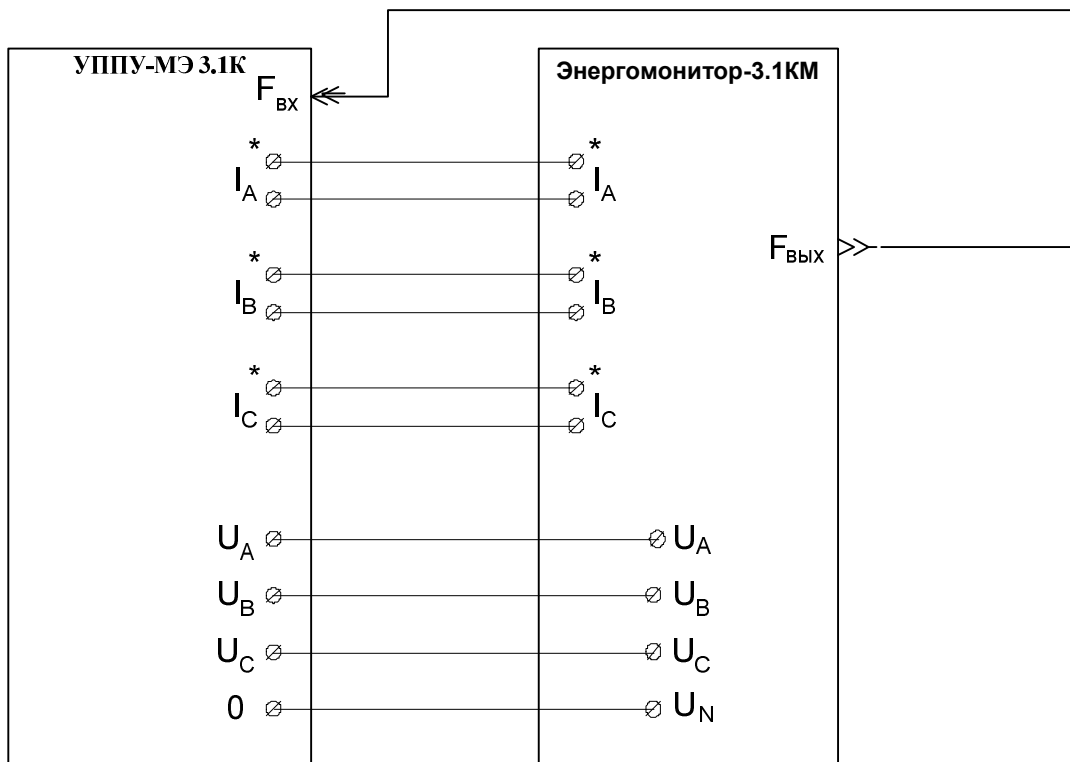 УППУ-МЭ 3.1К
Fвх
*
IA
*
IB
*
IC
UA
UB
UC
0
Энергомонитор-3.1КМ
*
IA
*
IB
*
IC
Fвых
UA
UB
UC
UN